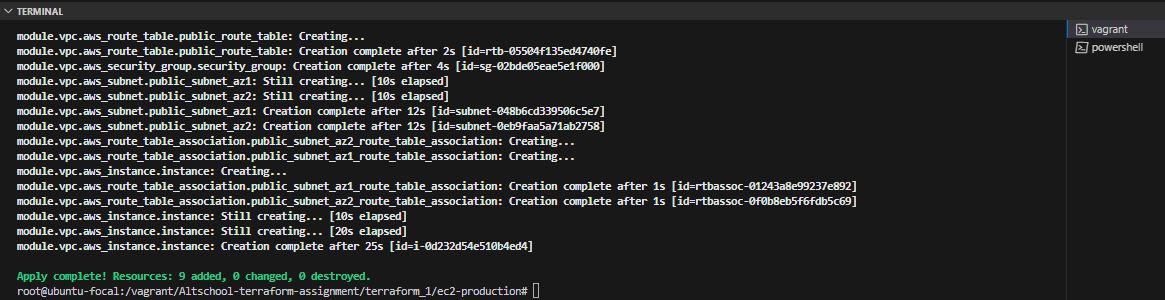 TERMINAL
module.vpc.aws_route_table.public_route_table: Creating...
module.vpc.aws_route_table.public_route_table: Creation complete after 2s [id=rtb-05504f135ed4740fe]
module.vpc.aws_security_group.security_group: Creation complete after 4s [id=sg-02bde05eae5e1f000]
module.vpc.aws_subnet.public_subnet_az1: Still creating... [10s elapsed]
module.vpc.aws_subnet.public_subnet_az2: Still creating... [10s elapsed]
module.vpc.aws_subnet.public_subnet_az1: Creation complete after 12s [id=subnet-048b6cd339506c5e7]
module.vpc.aws_subnet.public_subnet_az2: Creation complete after 12s [id=subnet-0eb9faa5a71ab2758]
module.vpc.aws_route_table_association.public_subnet_az2_route_table_association: Creating...
module.vpc.aws_route_table_association.public_subnet_az1_route_table_association: Creating...
module.vpc.aws_instance.instance: Creating...
module.vpc.aws_route_table_association.public_subnet_az1_route_table_association: Creation complete after 1s [id=rtbassoc-01243a8e99237e892]
module.vpc.aws_route_table_association.public_subnet_az2_route_table_association: Creation complete after 1s [id=rtbassoc-0f0b8eb5f6fdb5c69]
module.vpc.aws_instance.instance: Still creating... [10s elapsed]
module.vpc.aws_instance.instance: Still creating... [20s elapsed]
module.vpc.aws_instance.instance: Creation complete after 25s [id=i-0d232d54e510b4ed4]
Apply complete! Resources: 9 added, 0 changed, 0 destroyed.
root@ubuntu-focal:/vagrant/Altschool-terraform-assignment/terraform_1/ec2-production#
vagrant
powershell